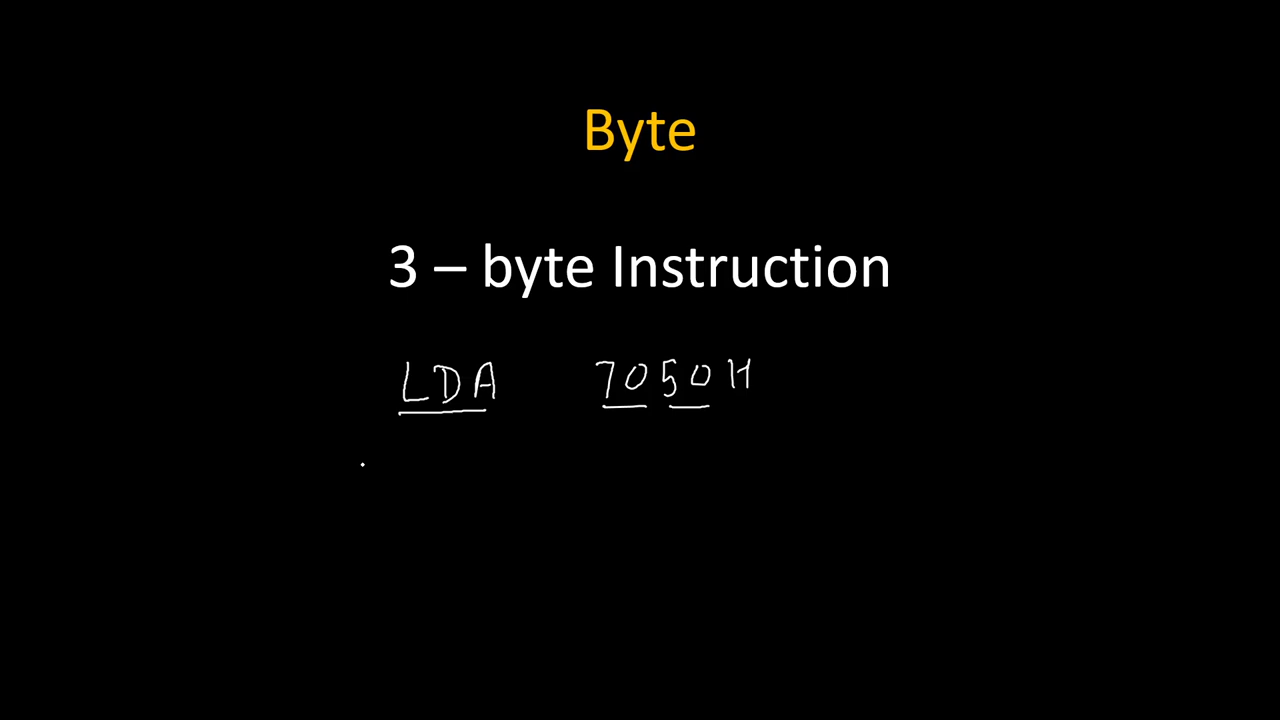 Byte
3 – byte Instruction
LDA 7050H